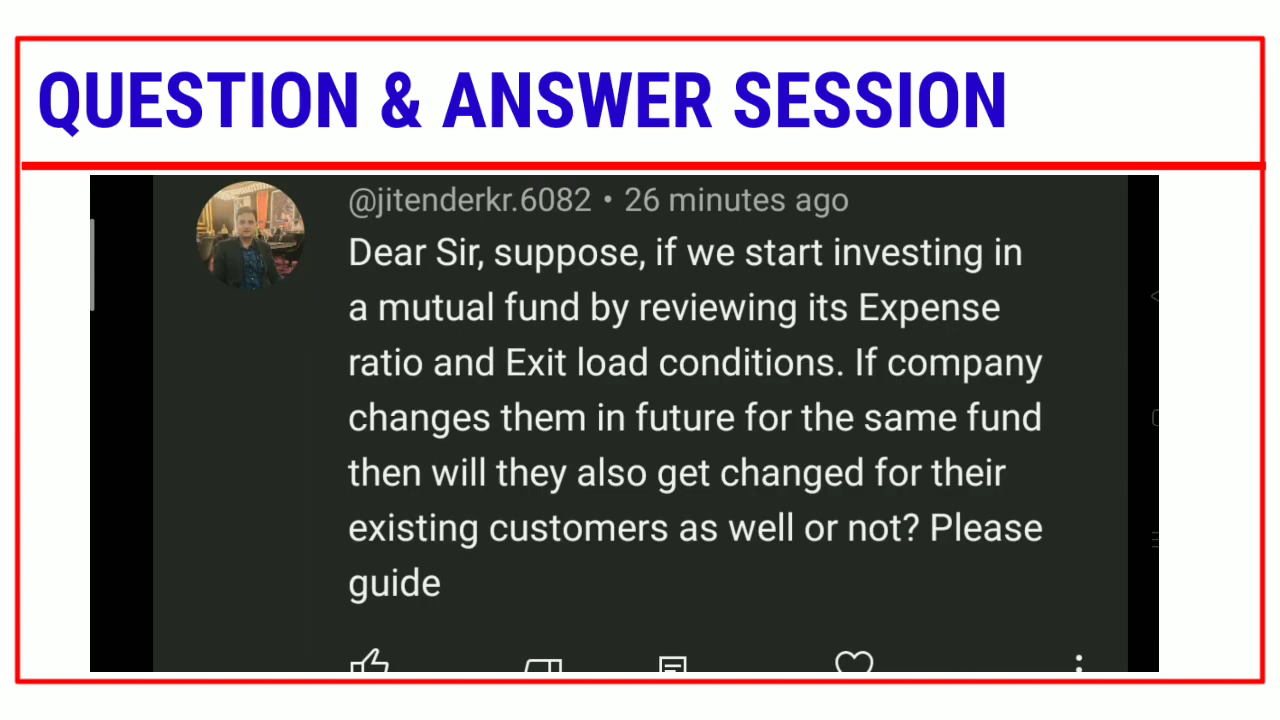 QUESTION & ANSWER SESSION
@jitenderkr.6082 • 26 minutes ago
Dear Sir, suppose, if we start investing in
a mutual fund by reviewing its Expense
ratio and Exit load conditions. If company
changes them in future for the same fund
then will they also get changed for their
existing customers as well or not? Please
guide